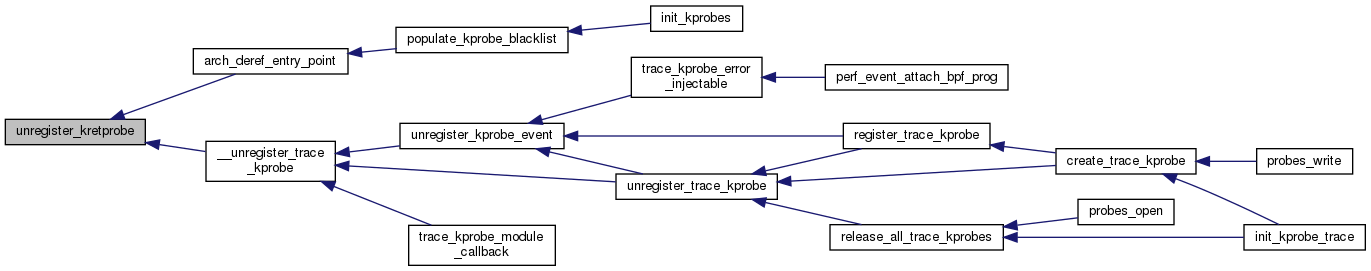 init_kprobes
populate_kprobe_blacklist
arch_deref_entry_point
trace_kprobe_error
_injectable
perf_event_attach_bpf_prog
unregister_kretprobe
unregister_kprobe_event
register_trace_kprobe
__unregister_trace
_kprobe
create_trace_kprobe
probes_write
unregister_trace_kprobe
probes_open
trace_kprobe_module
_callback
release_all_trace_kprobes
init_kprobe_trace